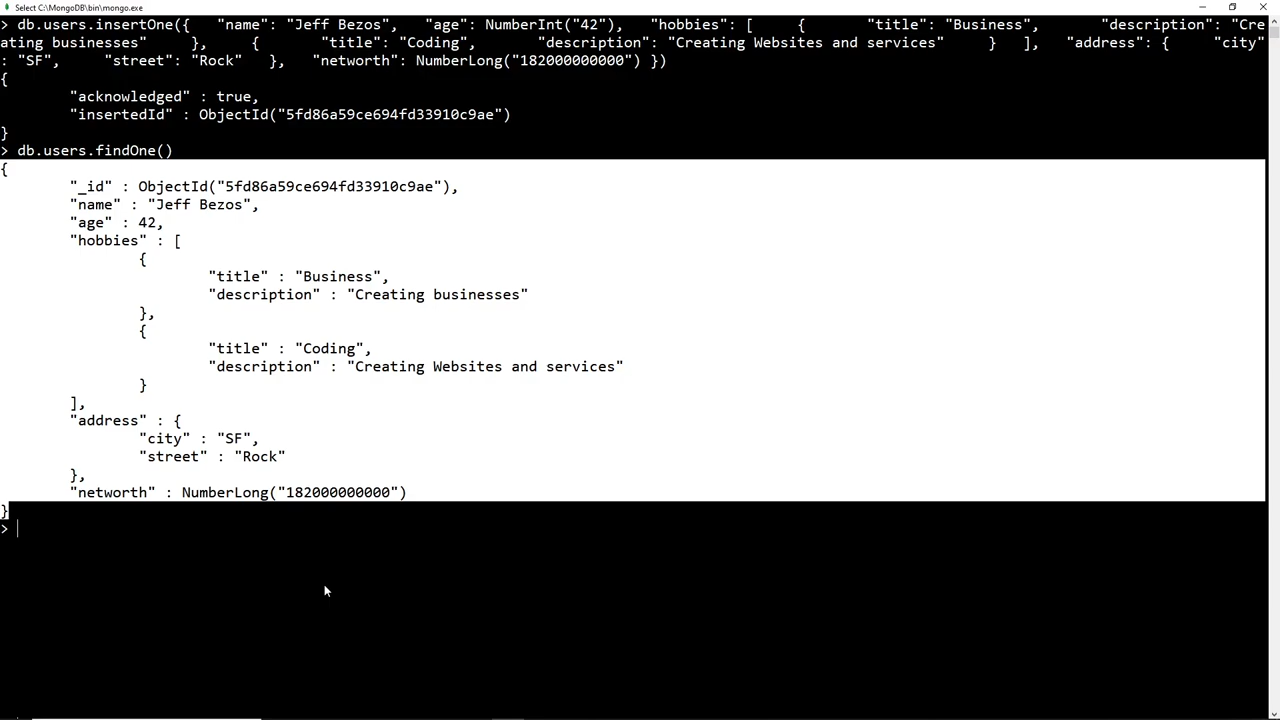 Select C:\MongoDB\bin\mongo.exe
> db.users.insertOne({   "name": "Jeff Bezos",   "age": NumberInt("42"),   "hobbies": [     {       "title": "Business",       "description": "Cre
ating businesses"     },     {       "title": "Coding",       "description": "Creating Websites and services"     }   ],   "address": {     "city"
: "SF",     "street": "Rock"   },   "networth": NumberLong("182000000000") })
{
        "acknowledged" : true,
        "insertedId" : ObjectId("5fd86a59ce694fd33910c9ae")
}
> db.users.findOne()
{
        "_id" : ObjectId("5fd86a59ce694fd33910c9ae"),
        "name" : "Jeff Bezos",
        "age" : 42,
        "hobbies" : [
                {
                        "title" : "Business",
                        "description" : "Creating businesses"
                },
                {
                        "title" : "Coding",
                        "description" : "Creating Websites and services"
                }
        ],
        "address" : {
                "city" : "SF",
                "street" : "Rock"
        },
        "networth" : NumberLong("182000000000")
}
>